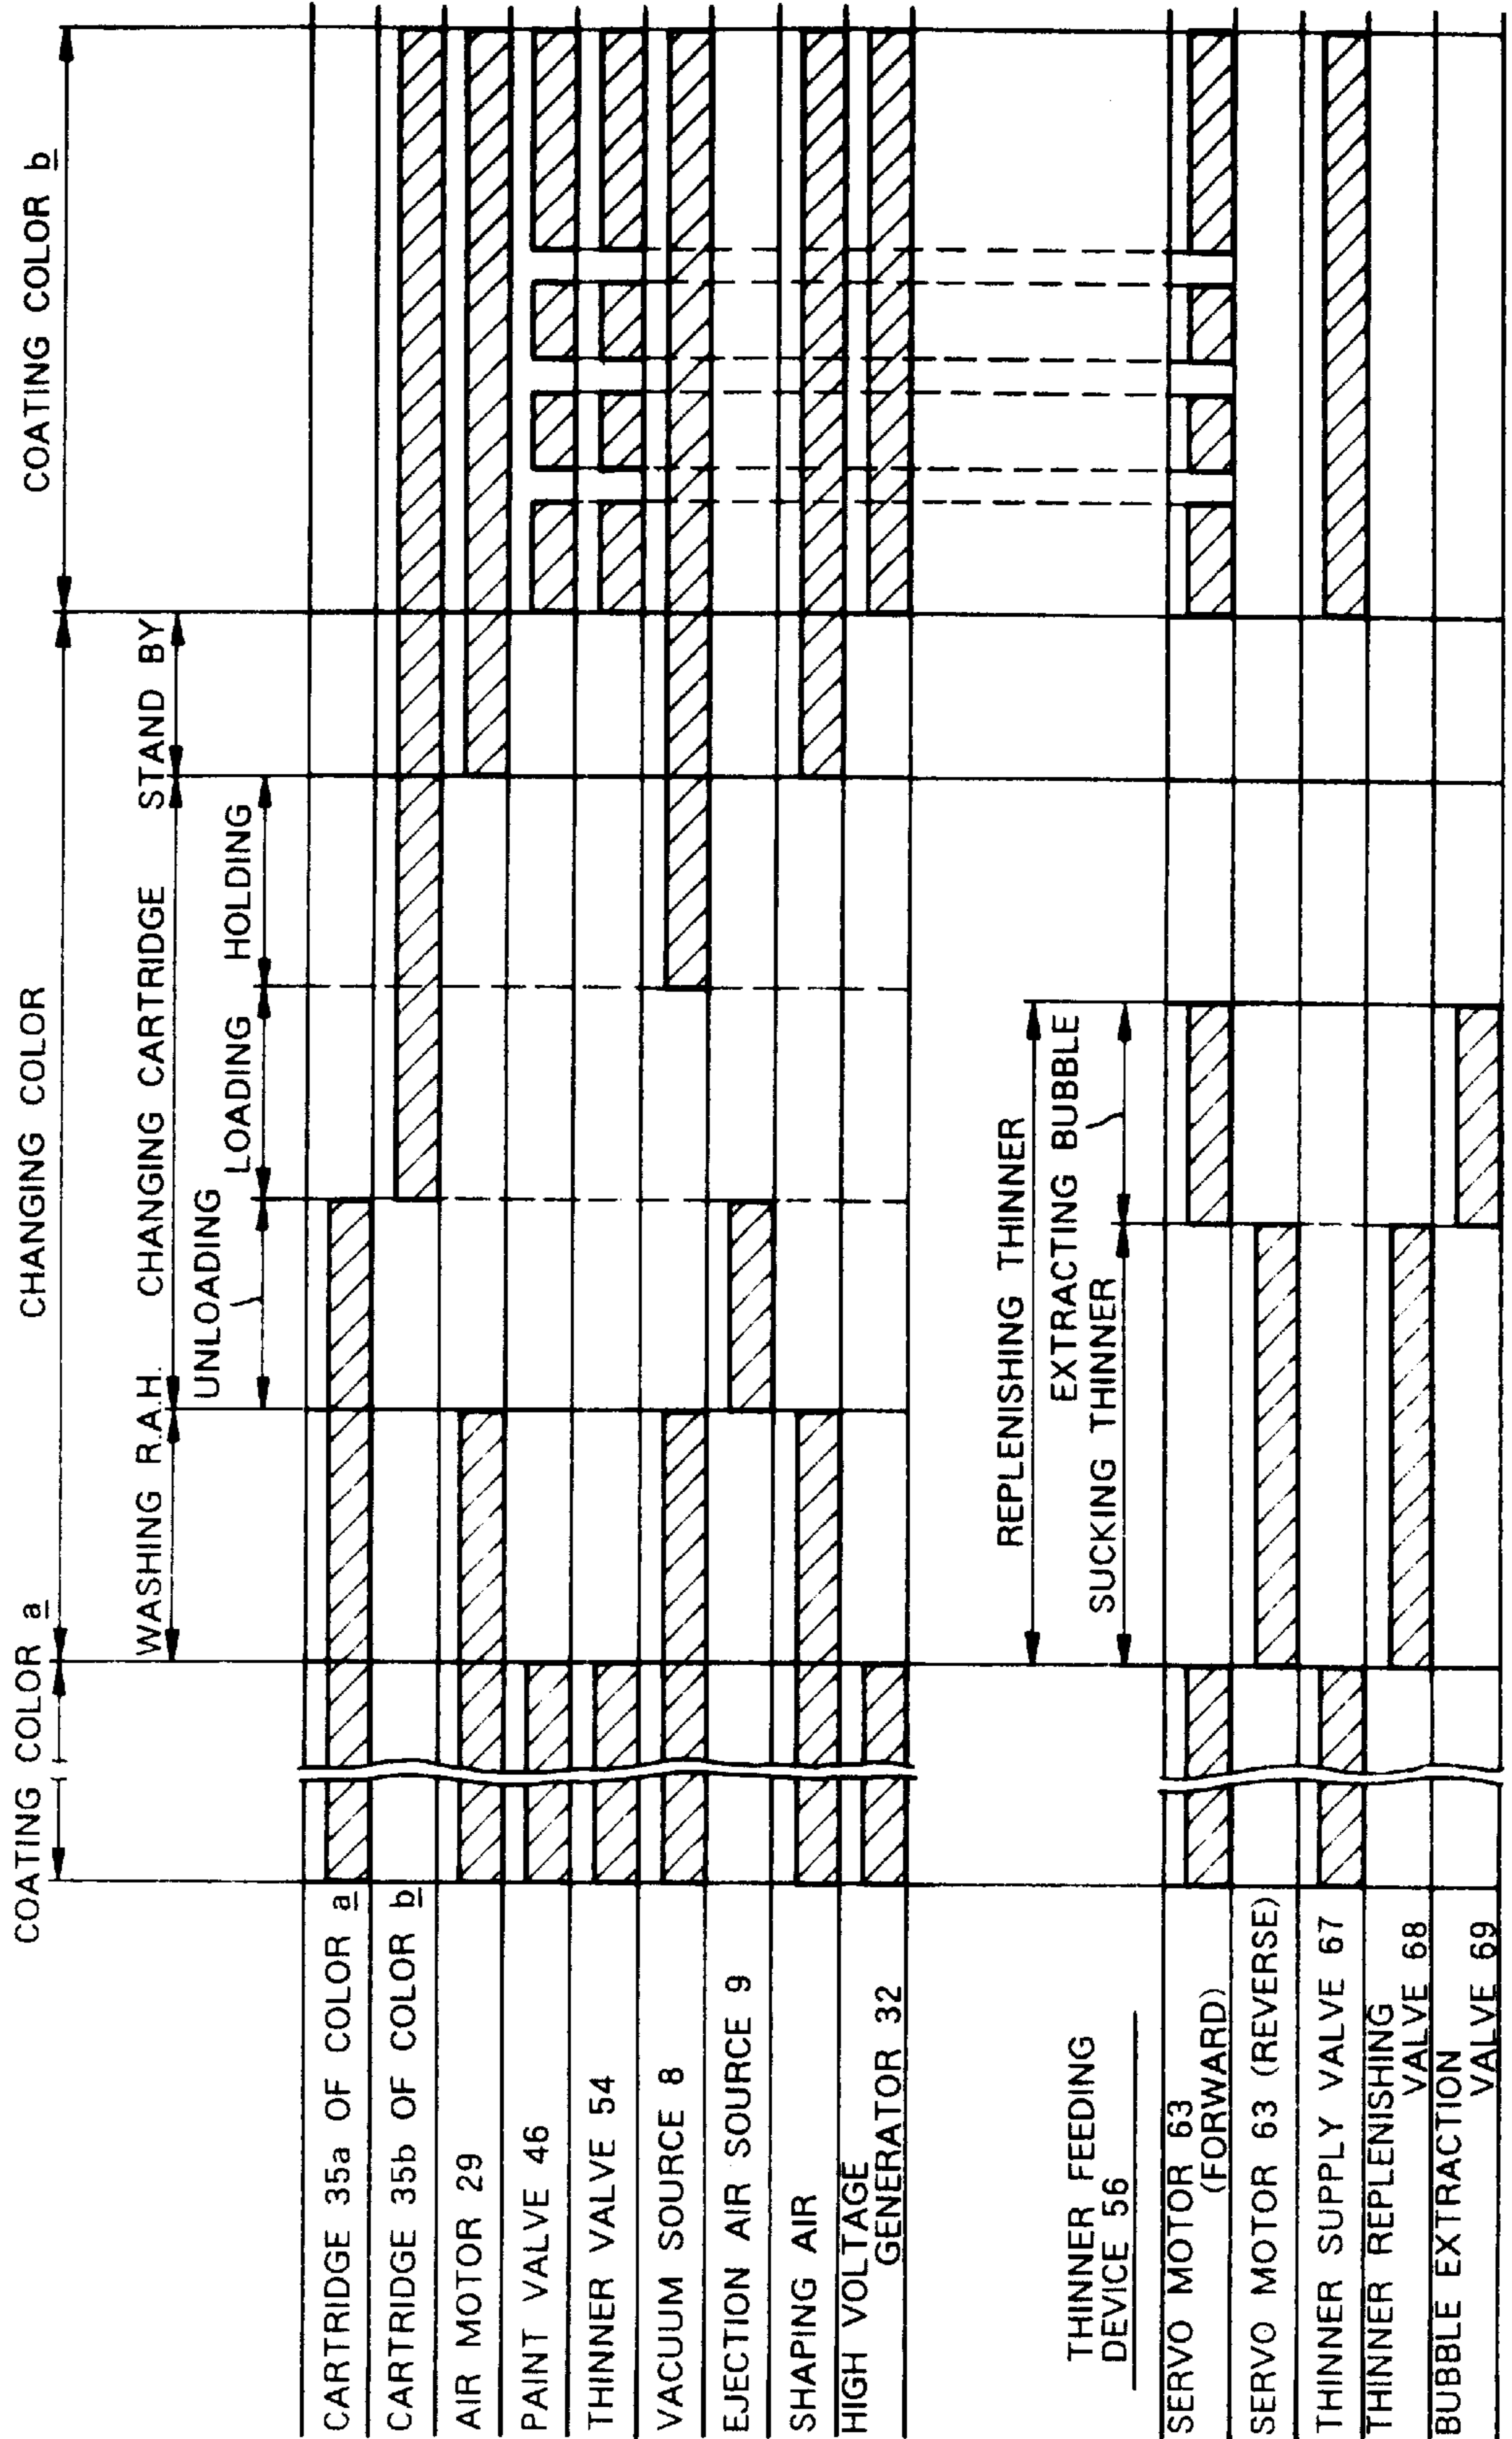 COATING COLOR a
CHANGING COLOR
COATING COLOR b
WASHING R.A.H.
CHANGING CARTRIDGE
STAND BY
UNLOADING
LOADING
HOLDING
CARTRIDGE 35a OF COLOR a
CARTRIDGE 35b OF COLOR b
AIR MOTOR 29
PAINT VALVE 46
THINNER VALVE 54
VACUUM SOURCE 8
EJECTION AIR SOURCE 9
SHAPING AIR
HIGH VOLTAGE
GENERATOR 32
REPLENISHING THINNER
EXTRACTING BUBBLE
SUCKING THINNER
THINNER FEEDING
DEVICE 56
SERVO MOTOR 63
(FORWARD)
SERVO MOTOR 63 (REVERSE)
THINNER SUPPLY VALVE 67
THINNER REPLENISHING
VALVE 68
BUBBLE EXTRACTION
VALVE 69